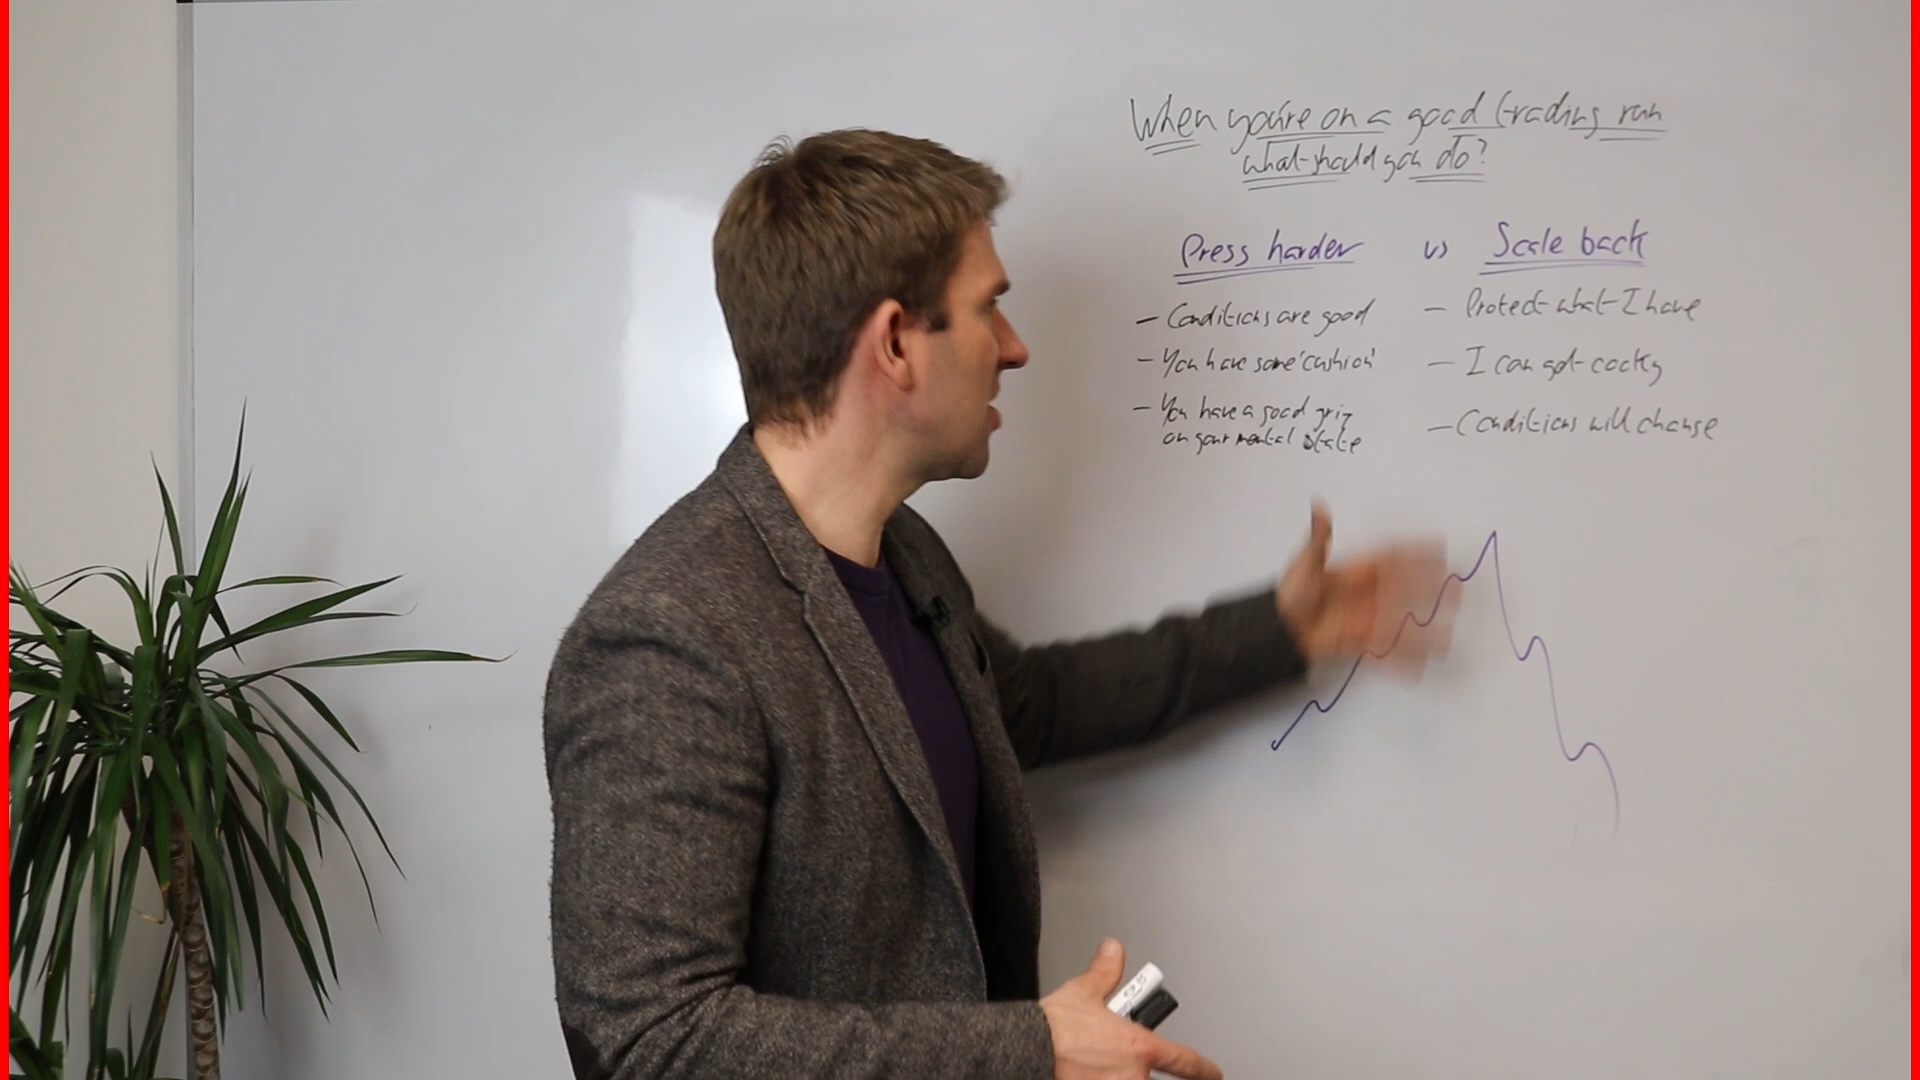 When you're on a good trading run
what should you do?
Press harder vs Scale back
- Conditions are good
- You have some 'cushion'
- You have a good grip
on your mental state
- Protect what I have
- I can get cocky
- Conditions will change